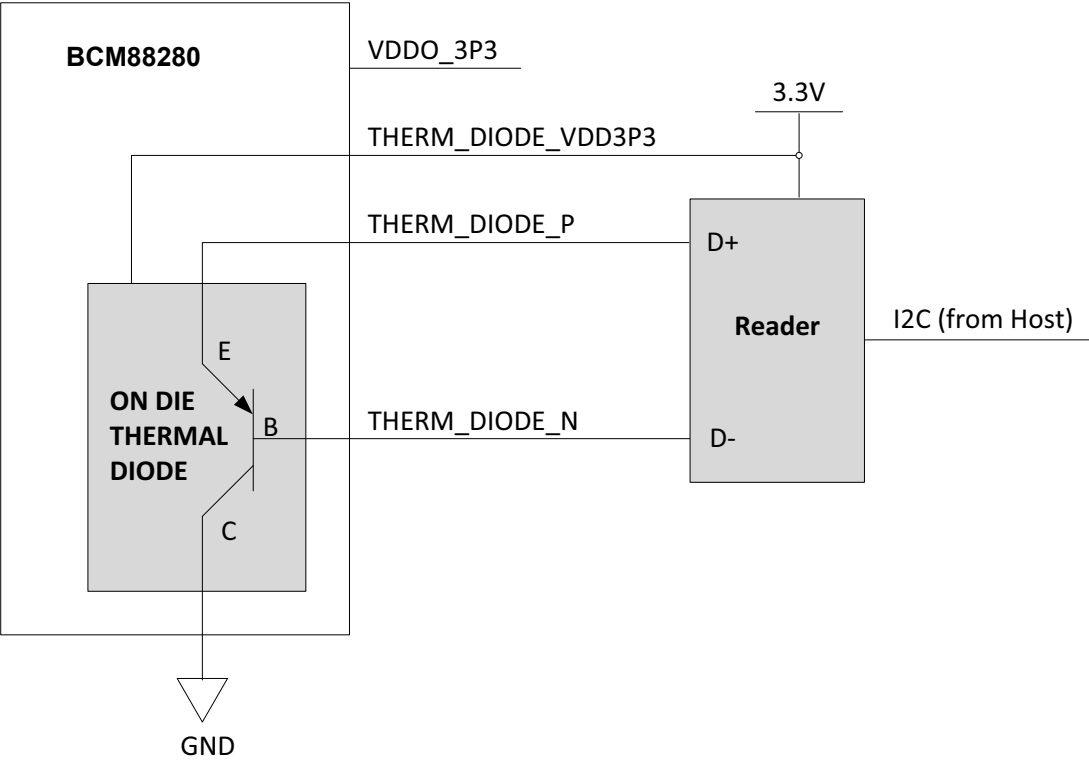 BCM88280
VDDO_3P3
3.3V
THERM_DIODE_VDD3P3
THERM_DIODE_P
D+
Reader
I2C (from Host)
E
ON DIE
THERMAL
DIODE
B
THERM_DIODE_N
D-
C
GND